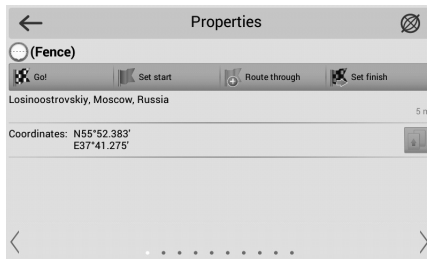 Properties
(Fence)
Go! Set start Route through Set finish
Losinoostrovskiy, Moscow, Russia
5 m
Coordinates: N55°52.383'
E37°41.275'